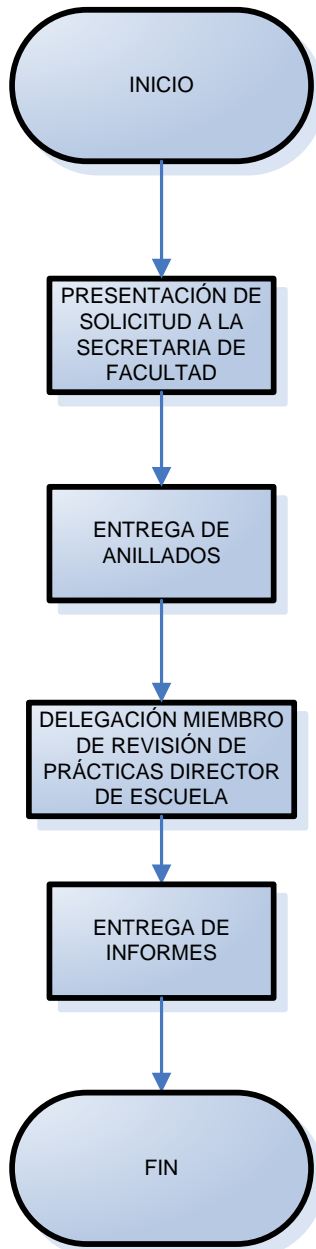 INICIO
PRESENTACIÓN DE
SOLICITUD A LA
SECRETARIA DE
FACULTAD
ENTREGA DE
ANILLADOS
DELEGACIÓN MIEMBRO
DE REVISIÓN DE
PRÁCTICAS DIRECTOR
DE ESCUELA
ENTREGA DE
INFORMES
FIN